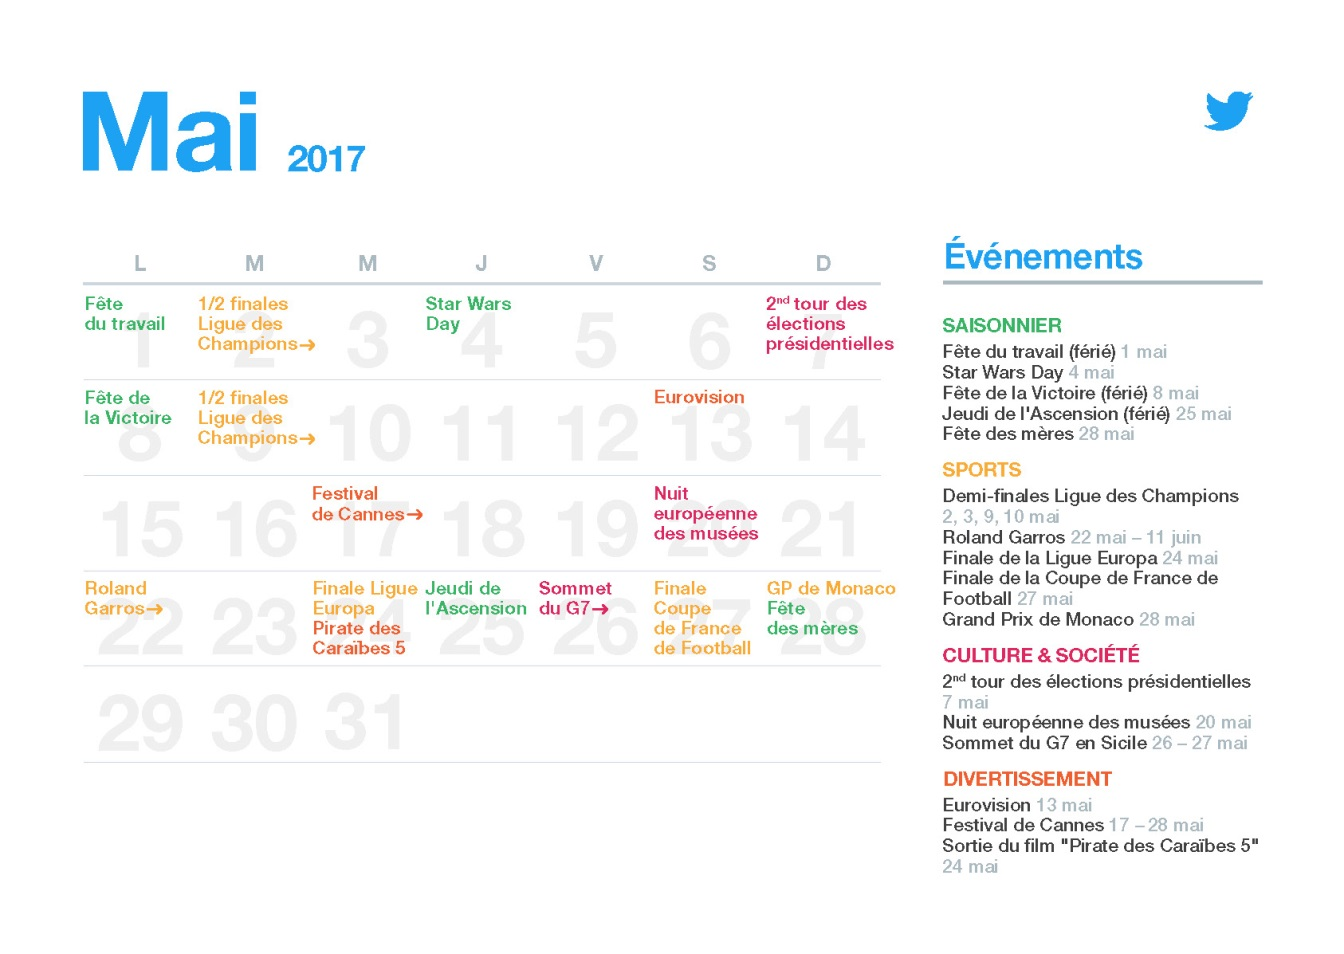 Mai 2017
L M M J V S D
Fête
du travail
1
1/2 finales
Ligue des
Champions→
2
3
Star Wars
Day
4
5
6
2nd tour des
élections
présidentielles
7
Fête de
la Victoire
8
1/2 finales
Ligue des
Champions→
9
10
11
12
Eurovision
13
14
15
16
Festival
de Cannes→
17
18
19
Nuit
européenne
des musées
20
21
Roland
Garros→
22
23
Finale Ligue
Europa
Pirate des
Caraïbes 5
24
Jeudi de
l'Ascension
25
Sommet
du G7→
26
Finale
Coupe
de France
de Football
27
GP de Monaco
Fête
des mères
28
29
30
31
Événements
SAISONNIER
Fête du travail (férié) 1 mai
Star Wars Day 4 mai
Fête de la Victoire (férié) 8 mai
Jeudi de l'Ascension (férié) 25 mai
Fête des mères 28 mai
SPORTS
Demi-finales Ligue des Champions
2, 3, 9, 10 mai
Roland Garros 22 mai – 11 juin
Finale de la Ligue Europa 24 mai
Finale de la Coupe de France de
Football 27 mai
Grand Prix de Monaco 28 mai
CULTURE & SOCIÉTÉ
2nd tour des élections présidentielles
7 mai
Nuit européenne des musées 20 mai
Sommet du G7 en Sicile 26 – 27 mai
DIVERTISSEMENT
Eurovision 13 mai
Festival de Cannes 17 – 28 mai
Sortie du film "Pirate des Caraïbes 5"
24 mai